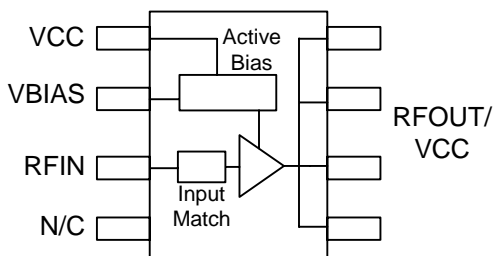 VCC
Active
Bias
VBIAS
RFOUT/
VCC
RFIN
Input
Match
N/C